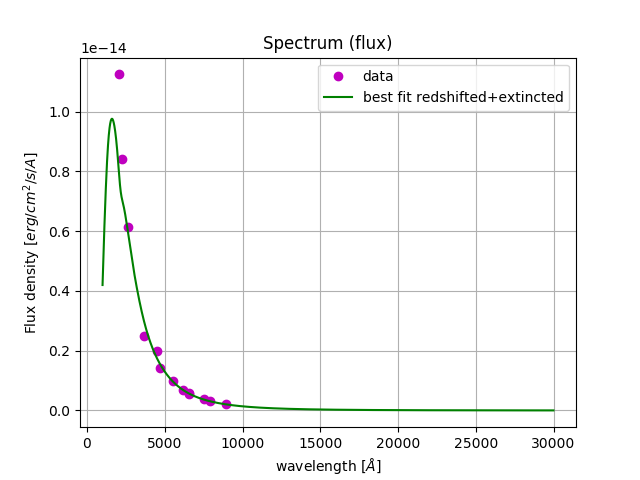 Spectrum (flux)
1e−14
data
best fit redshifted+extincted
1.0
0.8
0.6
0.4
0.2
0.0
Flux density [erg/cm²/s/A]
0 5000 10000 15000 20000 25000 30000
wavelength [Å]